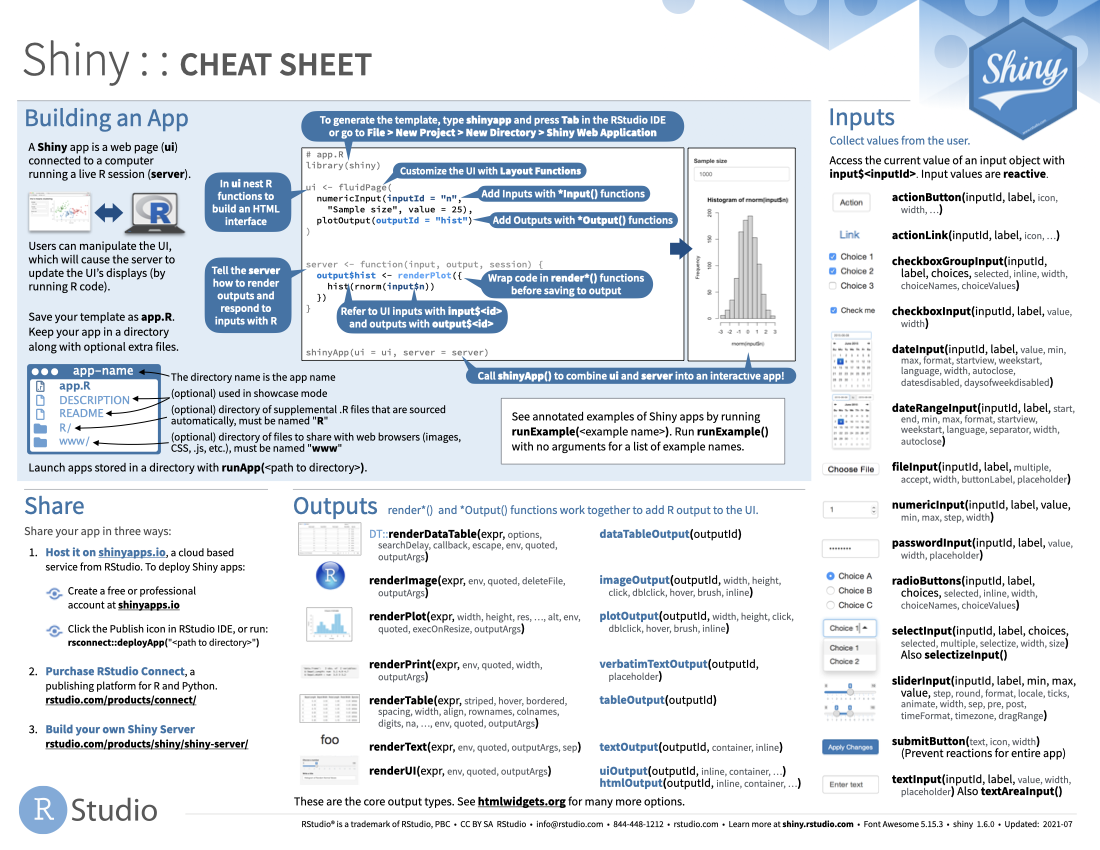 Shiny : : CHEAT SHEET
Shiny
Building an App
A Shiny app is a web page (ui)
connected to a computer
running a live R session (server).
R
Users can manipulate the UI,
which will cause the server to
update the UI's displays (by
running R code).
Save your template as app.R.
Keep your app in a directory
along with optional extra files.
To generate the template, type shinyapp and press Tab in the RStudio IDE
or go to File > New Project > New Directory > Shiny Web Application
In ui nest R
functions to
build an HTML
interface
Tell the server
how to render
outputs and
respond to
inputs with R
# app.R
library(shiny)
Customize the UI with Layout Functions
ui <- fluidPage(
numericInput(inputId = "n",
"Sample size", value = 25),
plotOutput(outputId = "hist")
)
Add Inputs with *Input() functions
Add Outputs with *Output() functions
server <- function(input, output, session) {
output$hist <- renderPlot({
hist(rnorm(input$n))
})
}
Wrap code in render*() functions
before saving to output
Refer to UI inputs with input$<id>
and outputs with output$<id>
shinyApp(ui = ui, server = server)
Call shinyApp() to combine ui and server into an interactive app!
Sample size
1000
Histogram of rnorm(input$n)
Frequency
0 50 100 150 200
-3 -2 -1 0 1 2 3
rnorm(input$n)
app-name
app.R
DESCRIPTION
README
R/
www/
The directory name is the app name
(optional) used in showcase mode
(optional) directory of supplemental .R files that are sourced
automatically, must be named "R"
(optional) directory of files to share with web browsers (images,
CSS, .js, etc.), must be named "www"
Launch apps stored in a directory with runApp(<path to directory>).
See annotated examples of Shiny apps by running
runExample(<example name>). Run runExample()
with no arguments for a list of example names.
Share
Share your app in three ways:
1. Host it on shinyapps.io, a cloud based
service from RStudio. To deploy Shiny apps:
Create a free or professional
account at shinyapps.io
Click the Publish icon in RStudio IDE, or run:
rsconnect::deployApp("<path to directory>")
2. Purchase RStudio Connect, a
publishing platform for R and Python.
rstudio.com/products/connect/
3. Build your own Shiny Server
rstudio.com/products/shiny/shiny-server/
Outputs render*() and *Output() functions work together to add R output to the UI.
DT::renderDataTable(expr, options,
searchDelay, callback, escape, env, quoted,
outputArgs)
dataTableOutput(outputId)
R
renderImage(expr, env, quoted, deleteFile,
outputArgs)
imageOutput(outputId, width, height,
click, dblclick, hover, brush, inline)
renderPlot(expr, width, height, res, …, alt, env,
quoted, execOnResize, outputArgs)
plotOutput(outputId, width, height, click,
dblclick, hover, brush, inline)
renderPrint(expr, env, quoted, width,
outputArgs)
verbatimTextOutput(outputId,
placeholder)
renderTable(expr, striped, hover, bordered,
spacing, width, align, rownames, colnames,
digits, na, …, env, quoted, outputArgs)
tableOutput(outputId)
foo
renderText(expr, env, quoted, outputArgs, sep)
textOutput(outputId, container, inline)
renderUI(expr, env, quoted, outputArgs)
uiOutput(outputId, inline, container, …)
htmlOutput(outputId, inline, container, …)
These are the core output types. See htmlwidgets.org for many more options.
Inputs
Collect values from the user.
Access the current value of an input object with
input$<inputId>. Input values are reactive.
Action
actionButton(inputId, label, icon,
width, …)
Link
actionLink(inputId, label, icon, …)
Choice 1
Choice 2
Choice 3
checkboxGroupInput(inputId,
label, choices, selected, inline, width,
choiceNames, choiceValues)
Check me
checkboxInput(inputId, label, value,
width)
dateInput(inputId, label, value, min,
max, format, startview, weekstart,
language, width, autoclose,
datesdisabled, daysofweekdisabled)
dateRangeInput(inputId, label, start,
end, min, max, format, startview,
weekstart, language, separator, width,
autoclose)
Choose File
fileInput(inputId, label, multiple,
accept, width, buttonLabel, placeholder)
1
numericInput(inputId, label, value,
min, max, step, width)
passwordInput(inputId, label, value,
width, placeholder)
Choice A
Choice B
Choice C
radioButtons(inputId, label,
choices, selected, inline, width,
choiceNames, choiceValues)
Choice 1
Choice 1
Choice 2
selectInput(inputId, label, choices,
selected, multiple, selectize, width, size)
Also selectizeInput()
sliderInput(inputId, label, min, max,
value, step, round, format, locale, ticks,
animate, width, sep, pre, post,
timeFormat, timezone, dragRange)
Apply Changes
submitButton(text, icon, width)
(Prevent reactions for entire app)
Enter text
textInput(inputId, label, value, width,
placeholder) Also textAreaInput()
R Studio
RStudio® is a trademark of RStudio, PBC • CC BY SA RStudio • info@rstudio.com • 844-448-1212 • rstudio.com • Learn more at shiny.rstudio.com • Font Awesome 5.15.3 • shiny 1.6.0 • Updated: 2021-07